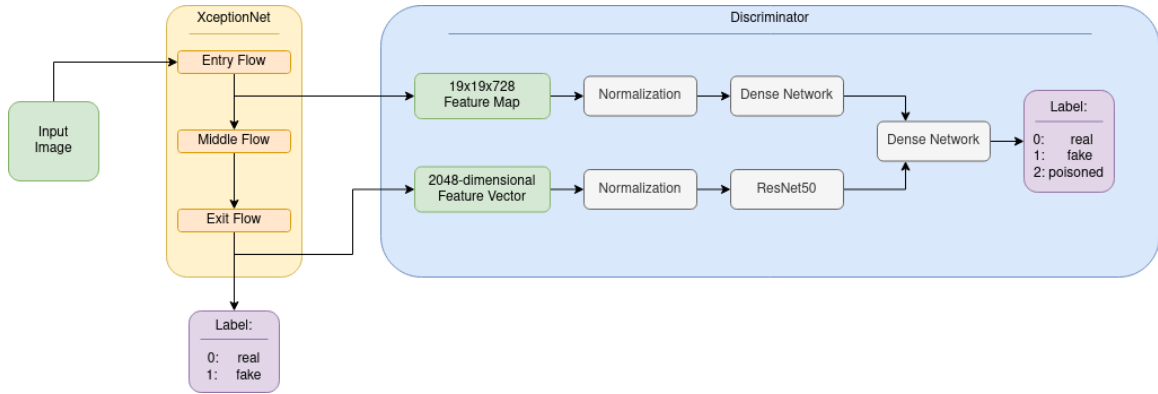 XceptionNet
Entry Flow
Middle Flow
Exit Flow
Input
Image
Label:
0: real
1: fake
Discriminator
19x19x728
Feature Map
Normalization
Dense Network
2048-dimensional
Feature Vector
Normalization
ResNet50
Dense Network
Label:
0: real
1: fake
2: poisoned